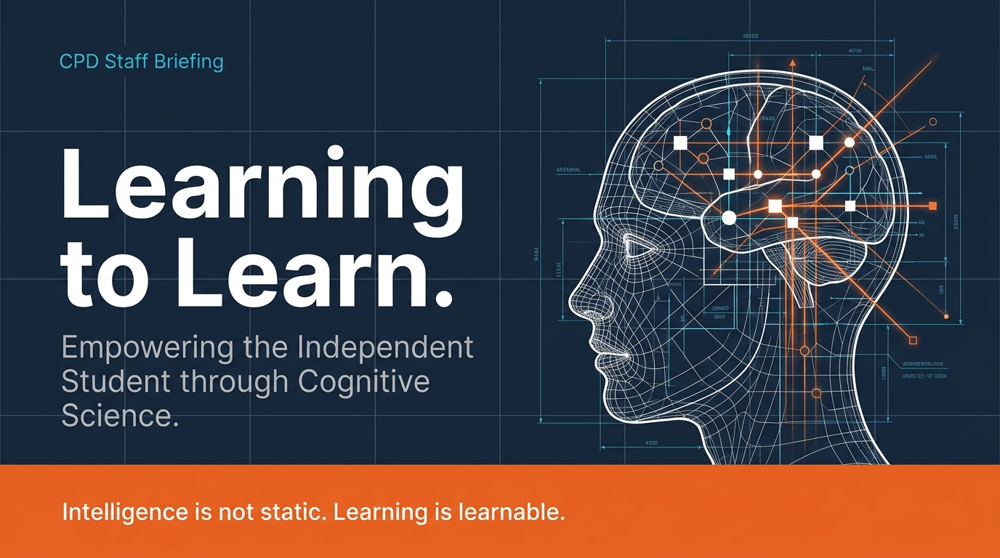 CPD Staff Briefing
Learning
to Learn.
Empowering the Independent
Student through Cognitive
Science.
Intelligence is not static. Learning is learnable.
4000